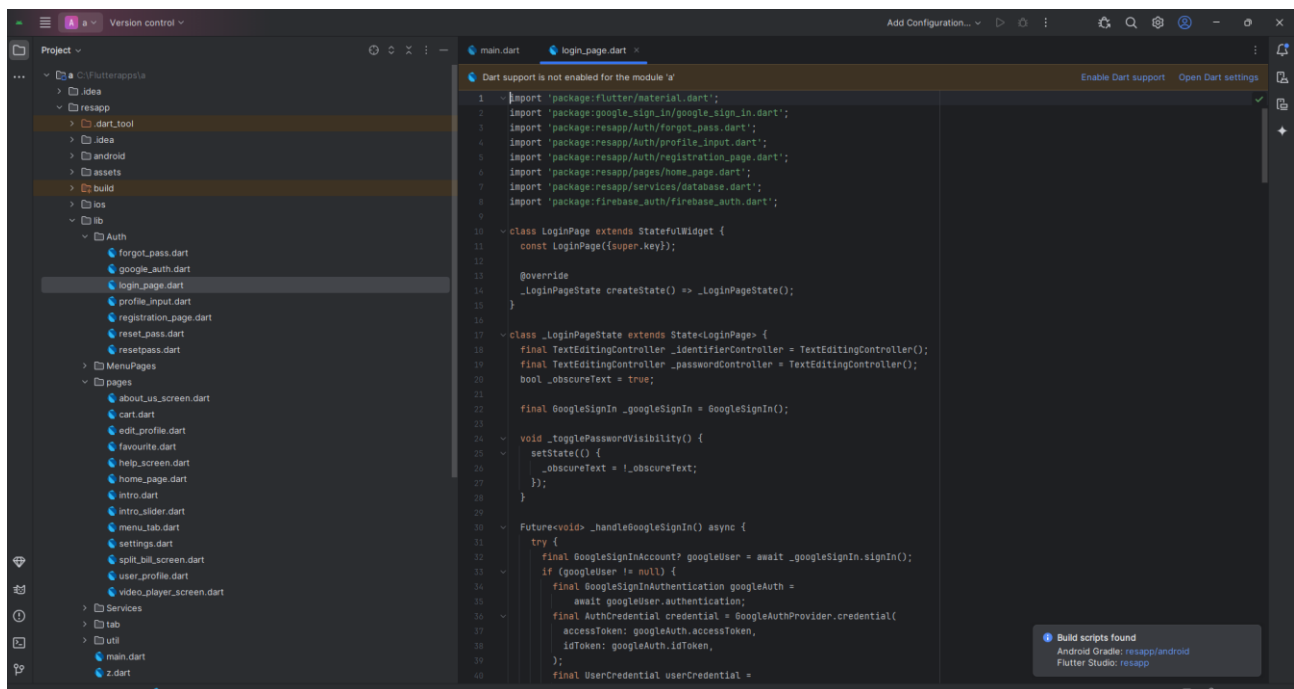 A a Version control Add Configuration...
Project
main.dart login_page.dart
a C:\Flutterapps\a
.idea
resapp
.dart_tool
.idea
android
assets
build
ios
lib
Auth
forgot_pass.dart
google_auth.dart
login_page.dart
profile_input.dart
registration_page.dart
reset_pass.dart
resetpass.dart
MenuPages
pages
about_us_screen.dart
cart.dart
edit_profile.dart
favourite.dart
help_screen.dart
home_page.dart
intro.dart
intro_slider.dart
menu_tab.dart
settings.dart
split_bill_screen.dart
user_profile.dart
video_player_screen.dart
Services
tab
util
main.dart
z.dart
Dart support is not enabled for the module 'a' Enable Dart support Open Dart settings
1 import 'package:flutter/material.dart';
2 import 'package:google_sign_in/google_sign_in.dart';
3 import 'package:resapp/Auth/forgot_pass.dart';
4 import 'package:resapp/Auth/profile_input.dart';
5 import 'package:resapp/Auth/registration_page.dart';
6 import 'package:resapp/pages/home_page.dart';
7 import 'package:resapp/services/database.dart';
8 import 'package:firebase_auth/firebase_auth.dart';
9
10 class LoginPage extends StatefulWidget {
11 const LoginPage({super.key});
12
13 @override
14 _LoginPageState createState() => _LoginPageState();
15 }
16
17 class _LoginPageState extends State<LoginPage> {
18 final TextEditingController _identifierController = TextEditingController();
19 final TextEditingController _passwordController = TextEditingController();
20 bool _obscureText = true;
21
22 final GoogleSignIn _googleSignIn = GoogleSignIn();
23
24 void _togglePasswordVisibility() {
25 setState(() {
26 _obscureText = !_obscureText;
27 });
28 }
29
30 Future<void> _handleGoogleSignIn() async {
31 try {
32 final GoogleSignInAccount? googleUser = await _googleSignIn.signIn();
33 if (googleUser != null) {
34 final GoogleSignInAuthentication googleAuth =
35 await googleUser.authentication;
36 final AuthCredential credential = GoogleAuthProvider.credential(
37 accessToken: googleAuth.accessToken,
38 idToken: googleAuth.idToken,
39 );
40 final UserCredential userCredential =
Build scripts found
Android Gradle: resapp/android
Flutter Studio: resapp